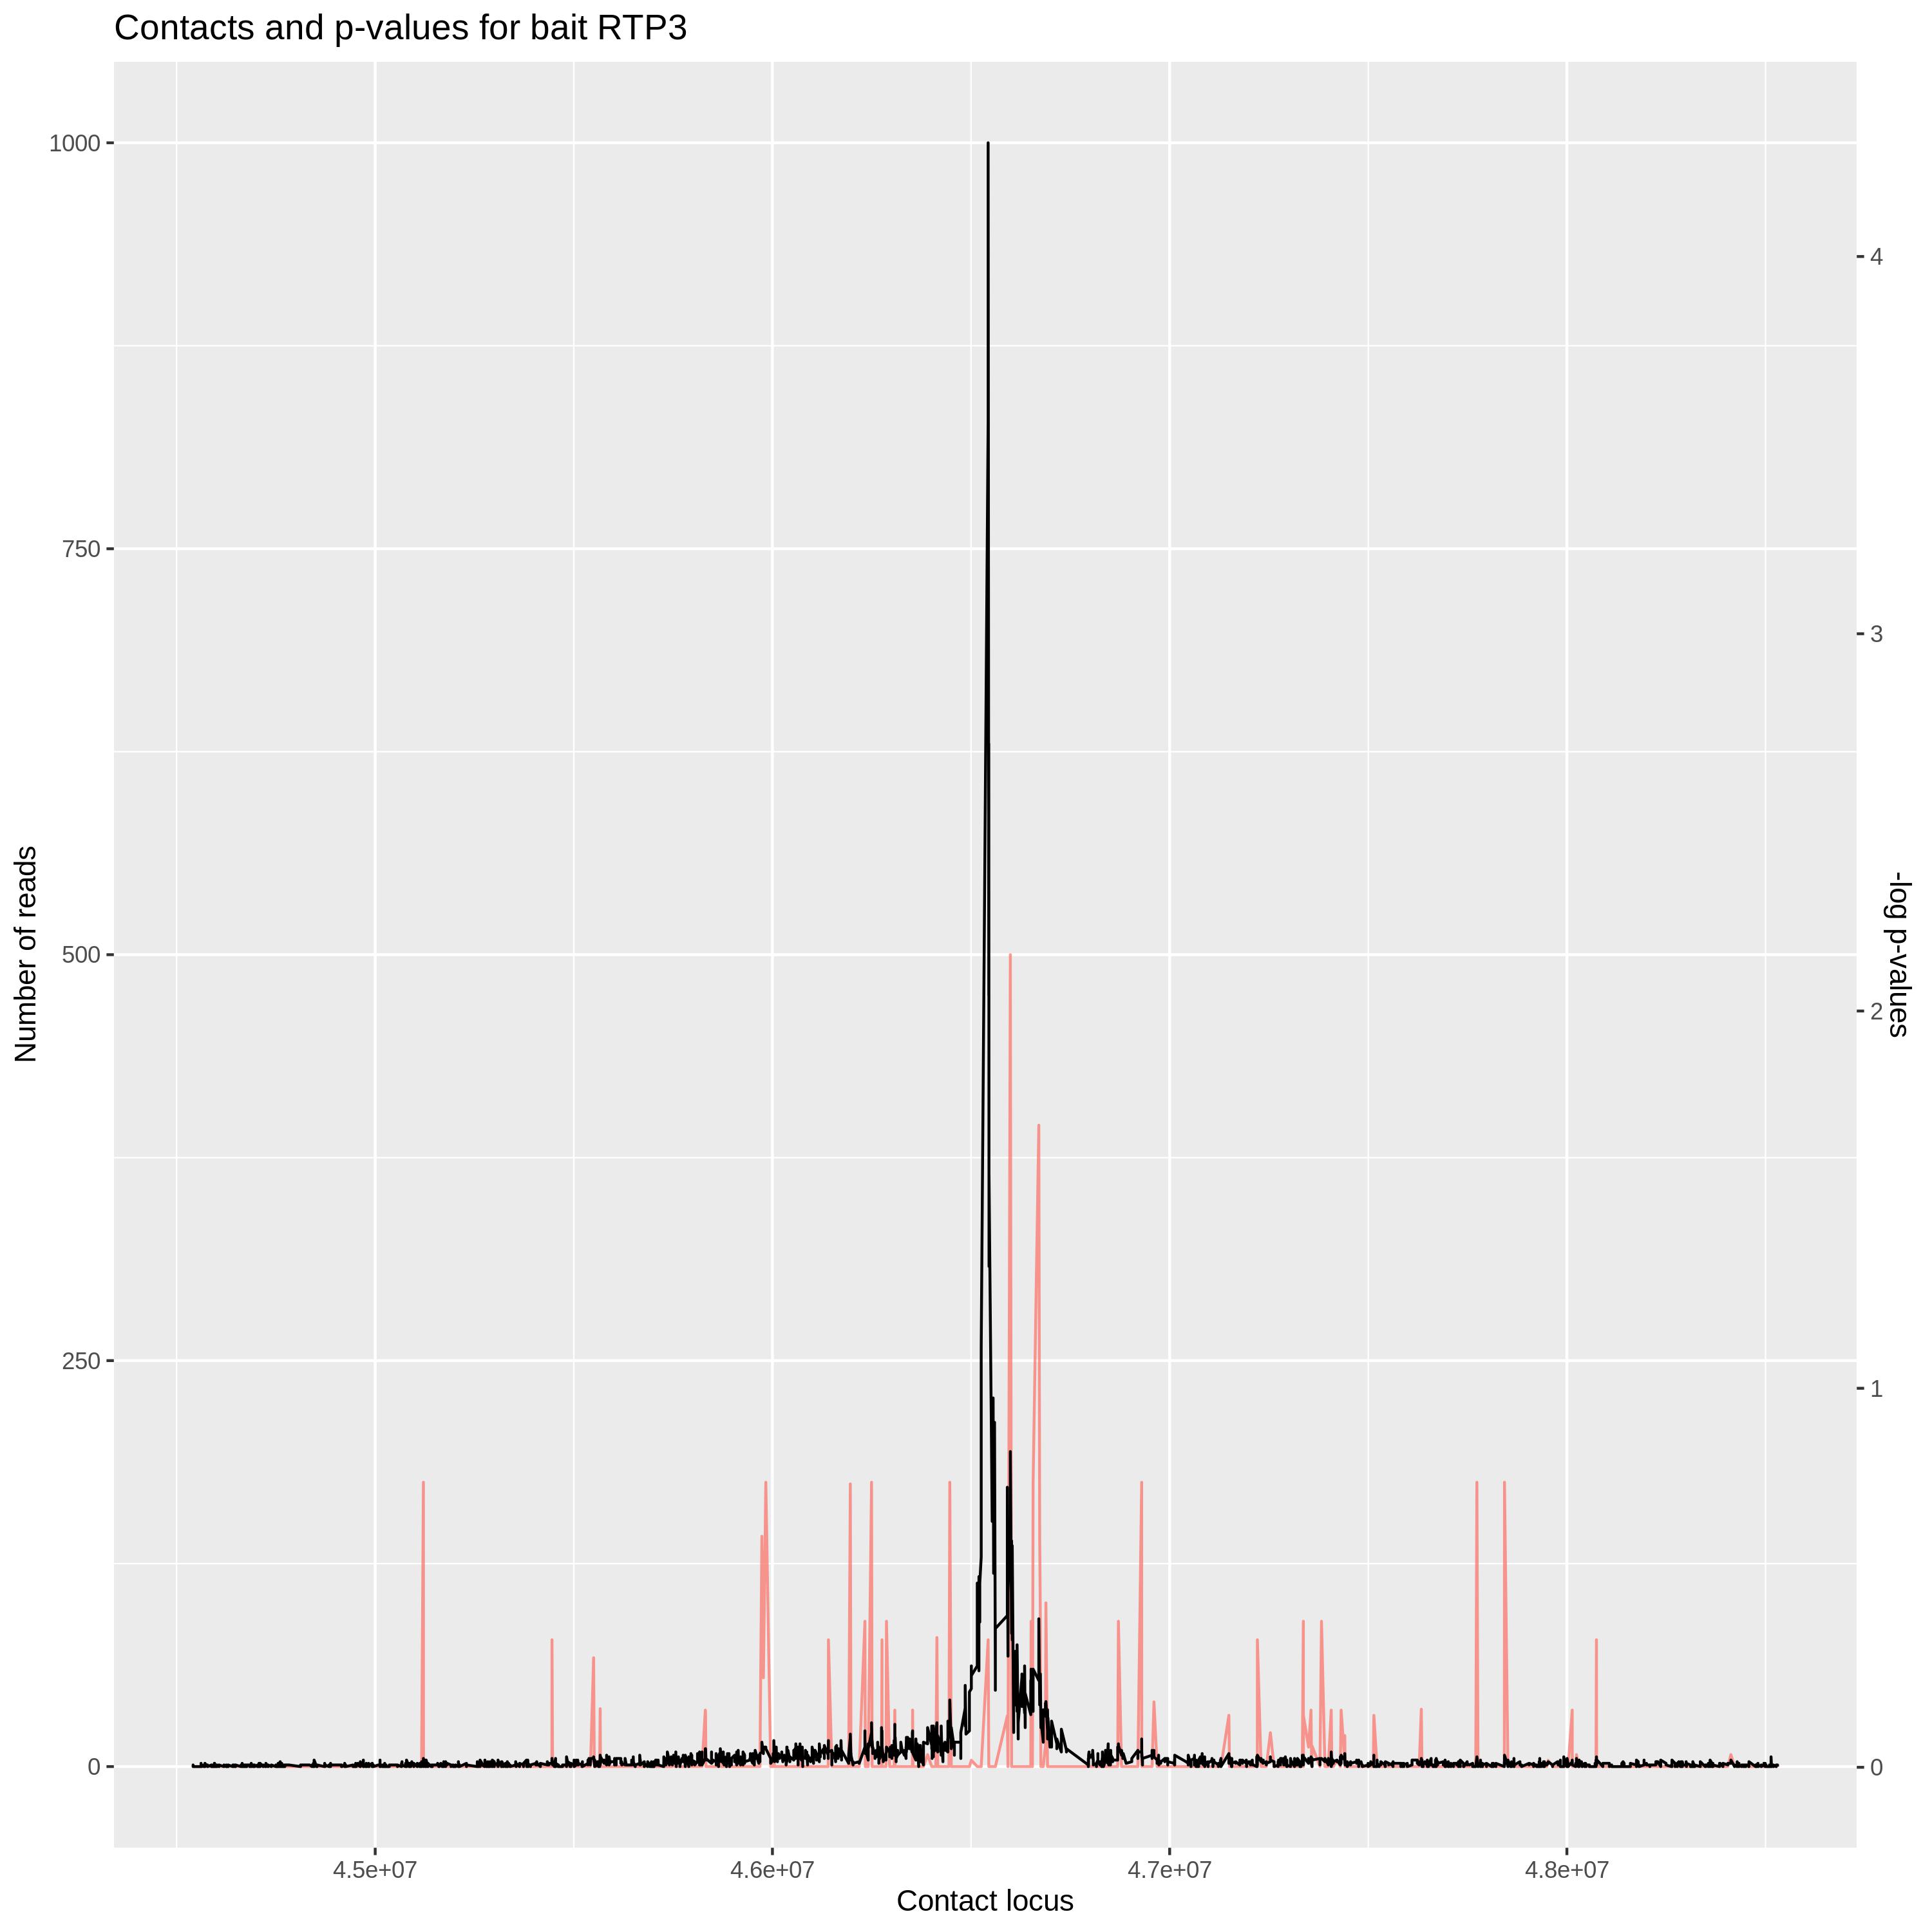 Contacts and p-values for bait RTP3
1000
750
500
250
0
Number of reads
4
3
2
1
0
-log p-values
4.5e+07 4.6e+07 4.7e+07 4.8e+07
Contact locus